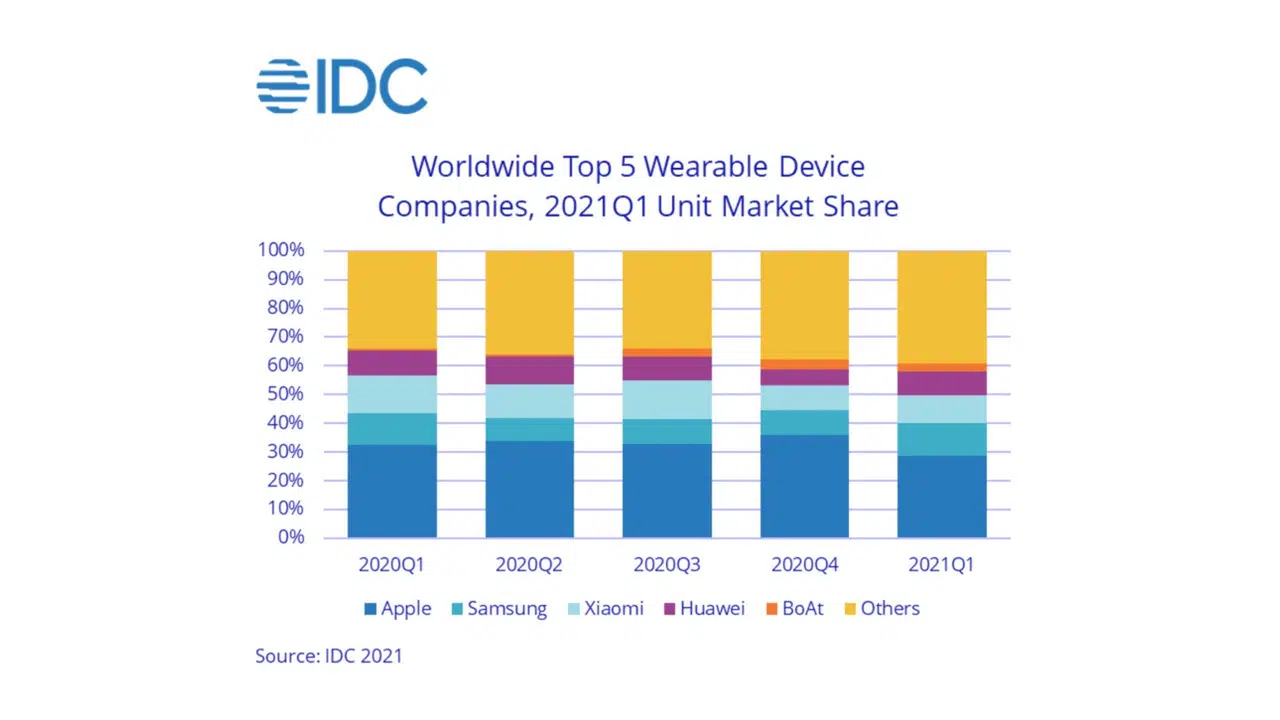 IDC
Worldwide Top 5 Wearable Device
Companies, 2021Q1 Unit Market Share
100%
90%
80%
70%
60%
50%
40%
30%
20%
10%
0%
2020Q1 2020Q2 2020Q3 2020Q4 2021Q1
Apple Samsung Xiaomi Huawei BoAt Others
Source: IDC 2021